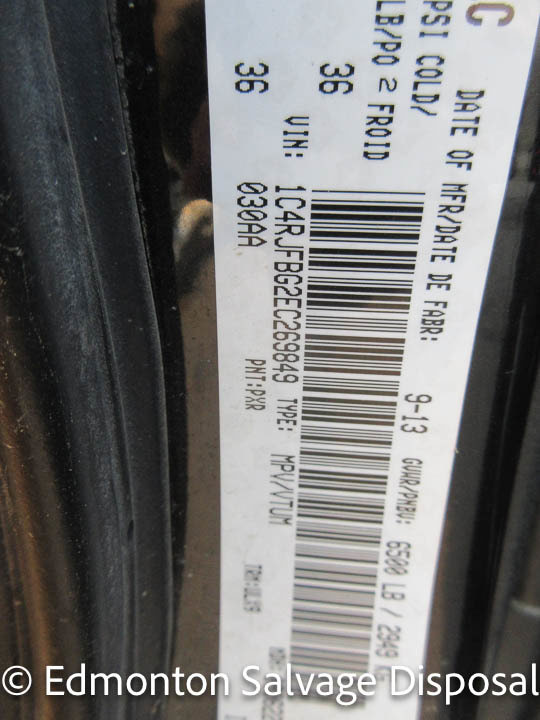 C
DATE OF MFR/DATE DE FABR: 9-13 GVWR/PNBV: 6500 LB / 2949
PSI COLD/
LB/PO 2 FROID
36
36
VIN: 1C4RJFBG2EC269849 TYPE: MPV/VTUM
030AA PNT:PXR
© Edmonton Salvage Disposal